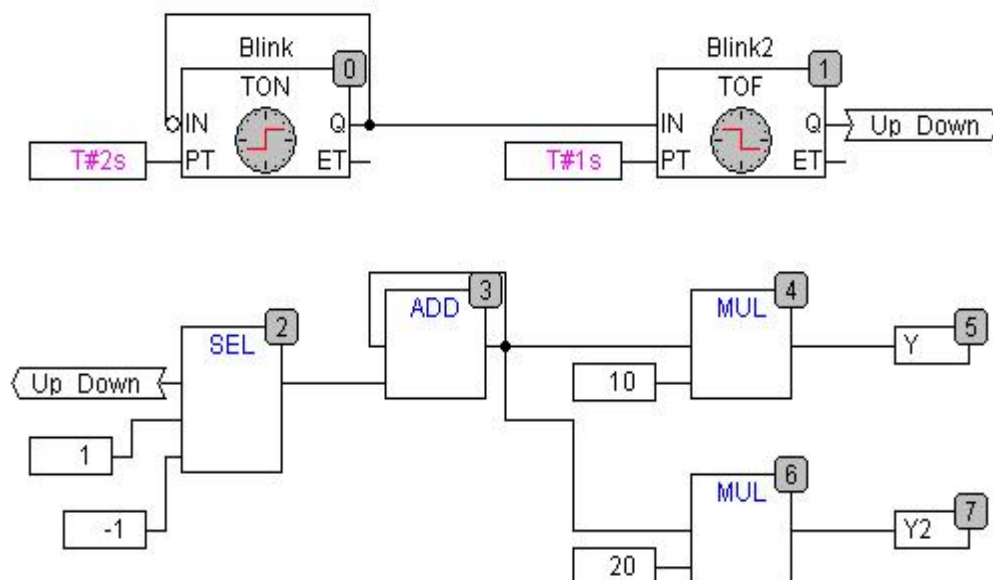 Blink
0
TON
IN
Q
T#2s
PT
ET
Blink2
1
TOF
IN
Q
Up Down
T#1s
PT
ET
2
SEL
Up Down
1
-1
3
ADD
4
MUL
10
5
Y
6
MUL
20
7
Y2